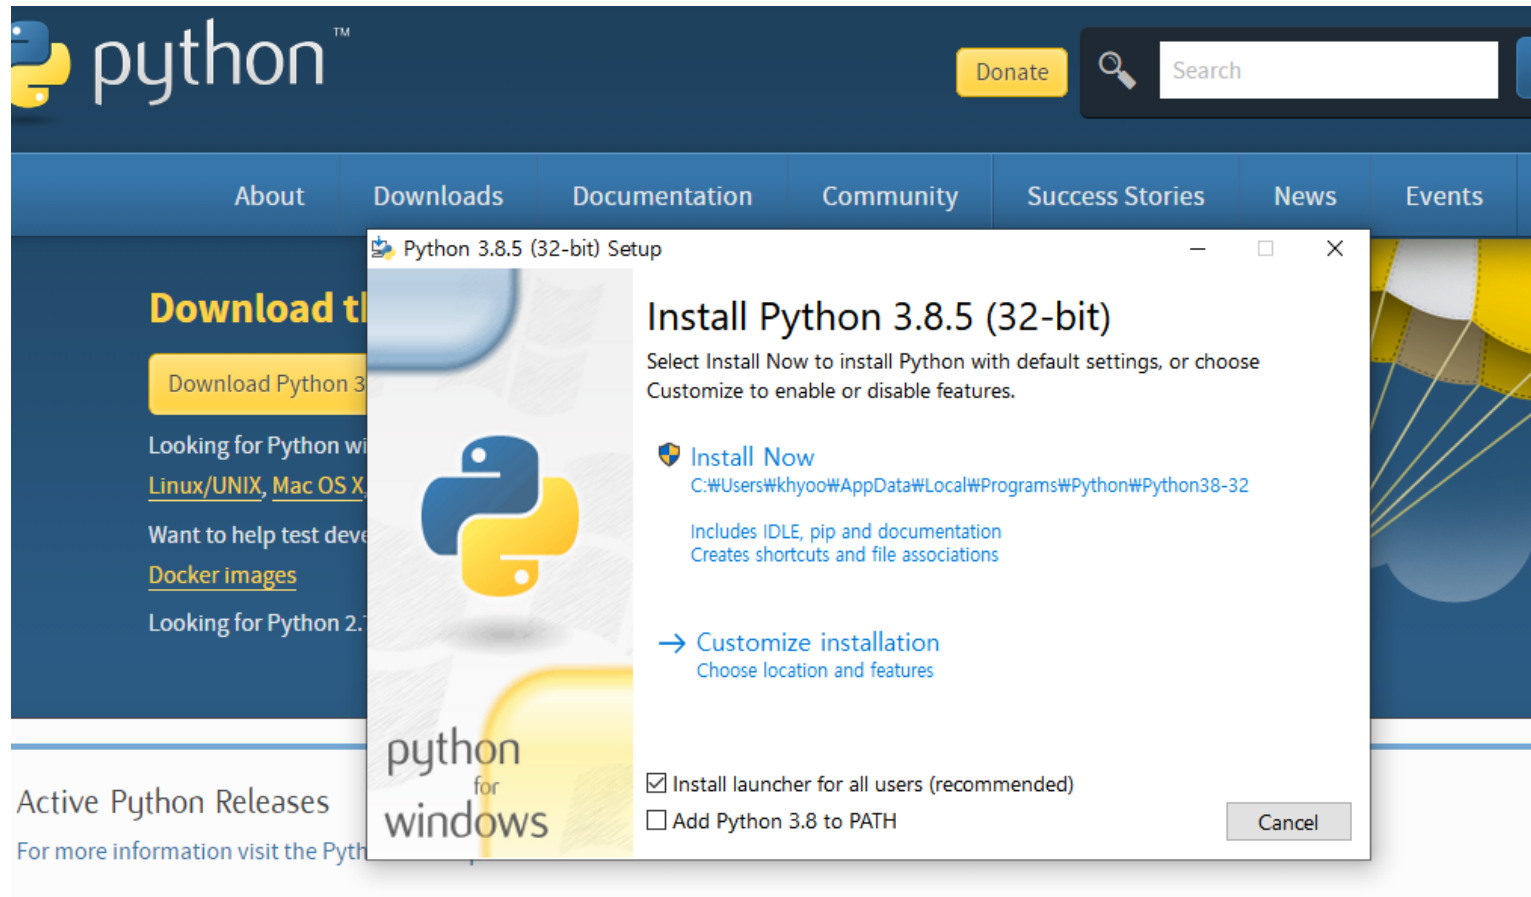 python™
Donate
Search
About
Downloads
Documentation
Community
Success Stories
News
Events
Python 3.8.5 (32-bit) Setup
Download
Download Python 3
Looking for Python
Linux/UNIX, Mac OS X,
Want to help test
Docker images
Looking for Python 2.
Install Python 3.8.5 (32-bit)
Select Install Now to install Python with default settings, or choose
Customize to enable or disable features.
Install Now
C:₩Users₩khyoo₩AppData₩Local₩Programs₩Python₩Python38-32
Includes IDLE, pip and documentation
Creates shortcuts and file associations
Customize installation
Choose location and features
python
for
windows
Install launcher for all users (recommended)
Add Python 3.8 to PATH
Cancel
Active Python Releases
For more information visit the